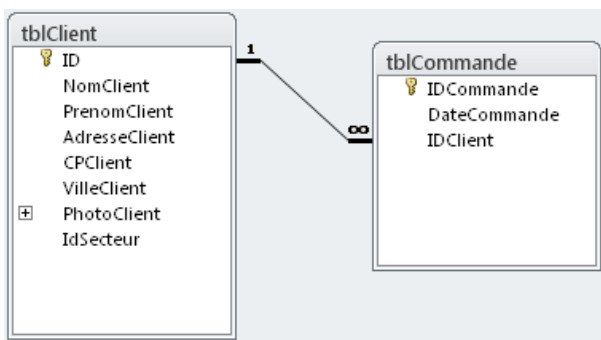 tblClient
ID
NomClient
PrenomClient
AdresseClient
CPClient
VilleClient
PhotoClient
IdSecteur
1
∞
tblCommande
IDCommande
DateCommande
IDClient